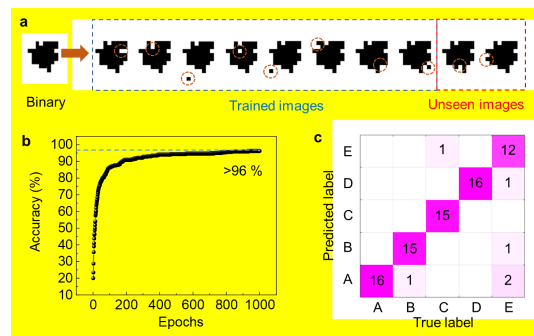 a
Binary
Trained images
Unseen images
b
100
90
80
70
60
50
40
30
20
10
Accuracy (%)
>96 %
0 200 400 600 800 1000
Epochs
c
Predicted label
E 1 12
D 16 1
C 15
B 15 1
A 16 1 2
A B C D E
True label